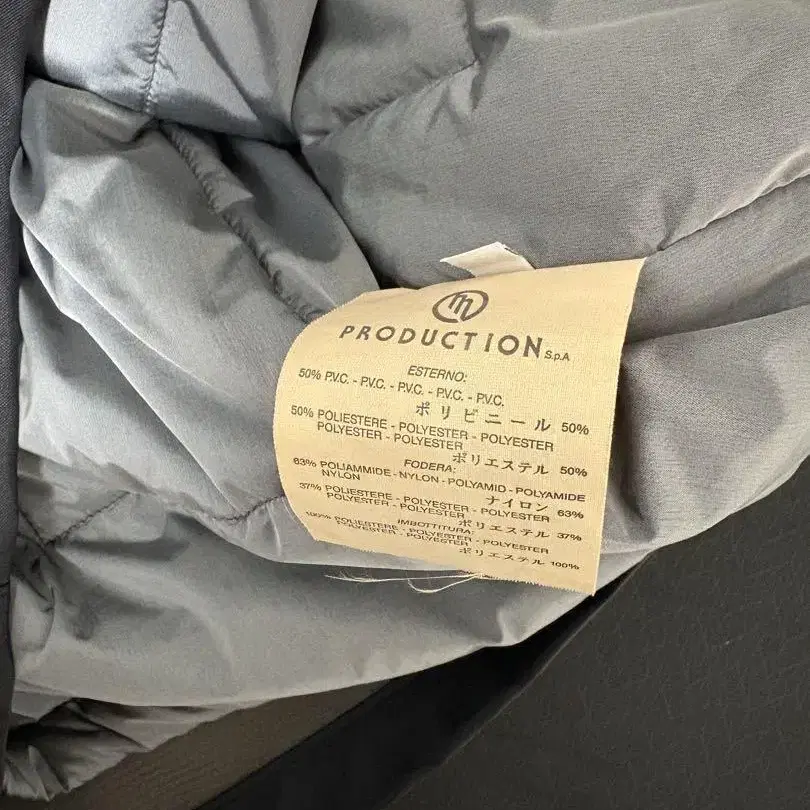 m
PRODUCTION S.p.A
ESTERNO:
50% P.V.C. - P.V.C. - P.V.C. - P.V.C. - P.V.C.
ポリビニール 50%
50% POLIESTERE - POLYESTER - POLYESTER
POLYESTER - POLYESTER
ポリエステル 50%
FODERA:
63% POLIAMMIDE - NYLON - POLYAMID - POLYAMIDE
NYLON
ナイロン 63%
37% POLIESTERE - POLYESTER - POLYESTER
POLYESTER - POLYESTER
ポリエステル 37%
IMBOTTITURA:
100% POLIESTERE - POLYESTER - POLYESTER
POLYESTER - POLYESTER
ポリエステル 100%